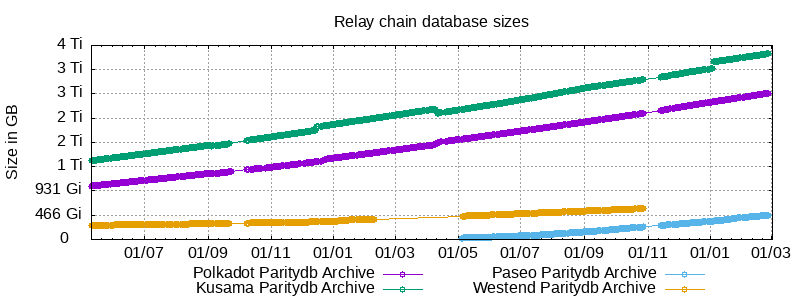 Relay chain database sizes
Size in GB
4 Ti
3 Ti
3 Ti
2 Ti
2 Ti
1 Ti
931 Gi
466 Gi
0
01/07 01/09 01/11 01/01 01/03 01/05 01/07 01/09 01/11 01/01 01/03
Polkadot Paritydb Archive Paseo Paritydb Archive
Kusama Paritydb Archive Westend Paritydb Archive